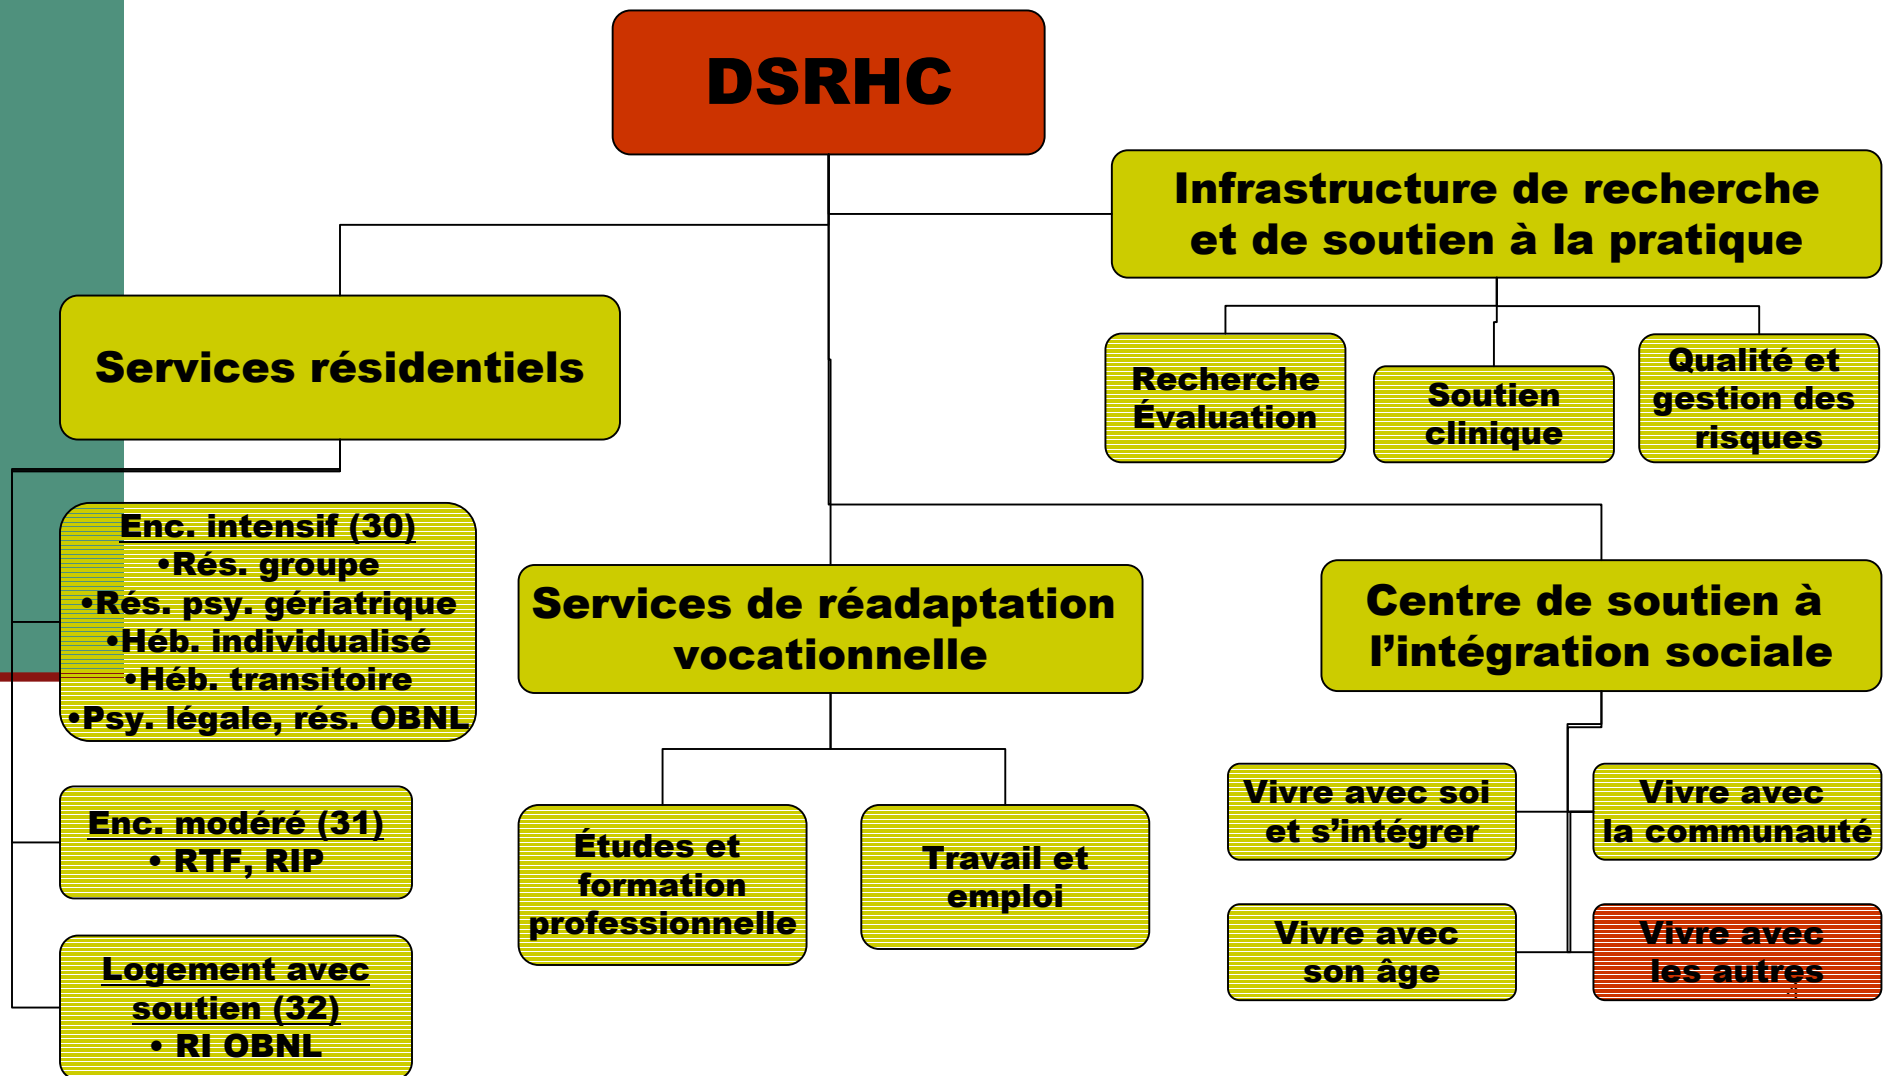 DSRHC
Infrastructure de recherche
et de soutien à la pratique
Services résidentiels
Recherche
Évaluation
Soutien
clinique
Qualité et
gestion des
risques
Enc. intensif (30)
•Rés. groupe
•Rés. psy. gériatrique
•Héb. individualisé
•Héb. transitoire
•Psy. légale, rés. OBNL
Enc. modéré (31)
• RTF, RIP
Logement avec
soutien (32)
• RI OBNL
Services de réadaptation
vocationnelle
Études et
formation
professionnelle
Travail et
emploi
Centre de soutien à
l’intégration sociale
Vivre avec soi
et s’intégrer
Vivre avec
la communauté
Vivre avec
son âge
Vivre avec
les autres